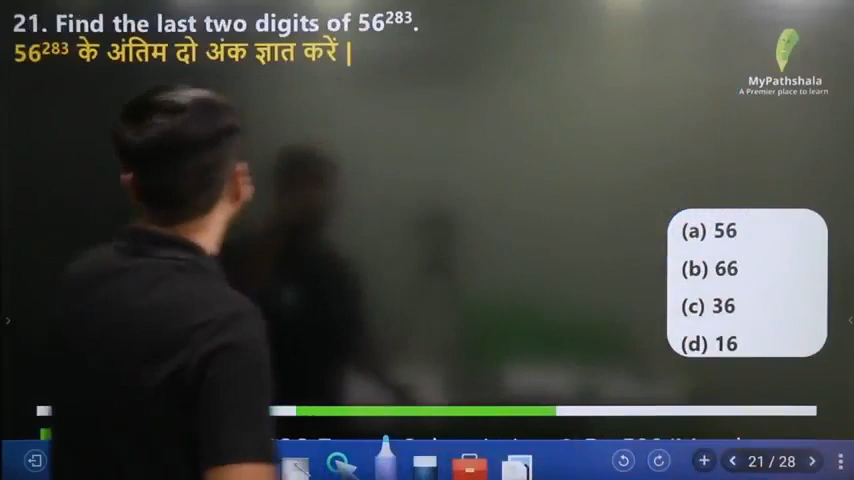 21. Find the last two digits of 56²⁸³.
56²⁸³ के अंतिम दो अंक ज्ञात करें |
MyPathshala
A Premier place to learn
(a) 56
(b) 66
(c) 36
(d) 16
21 / 28